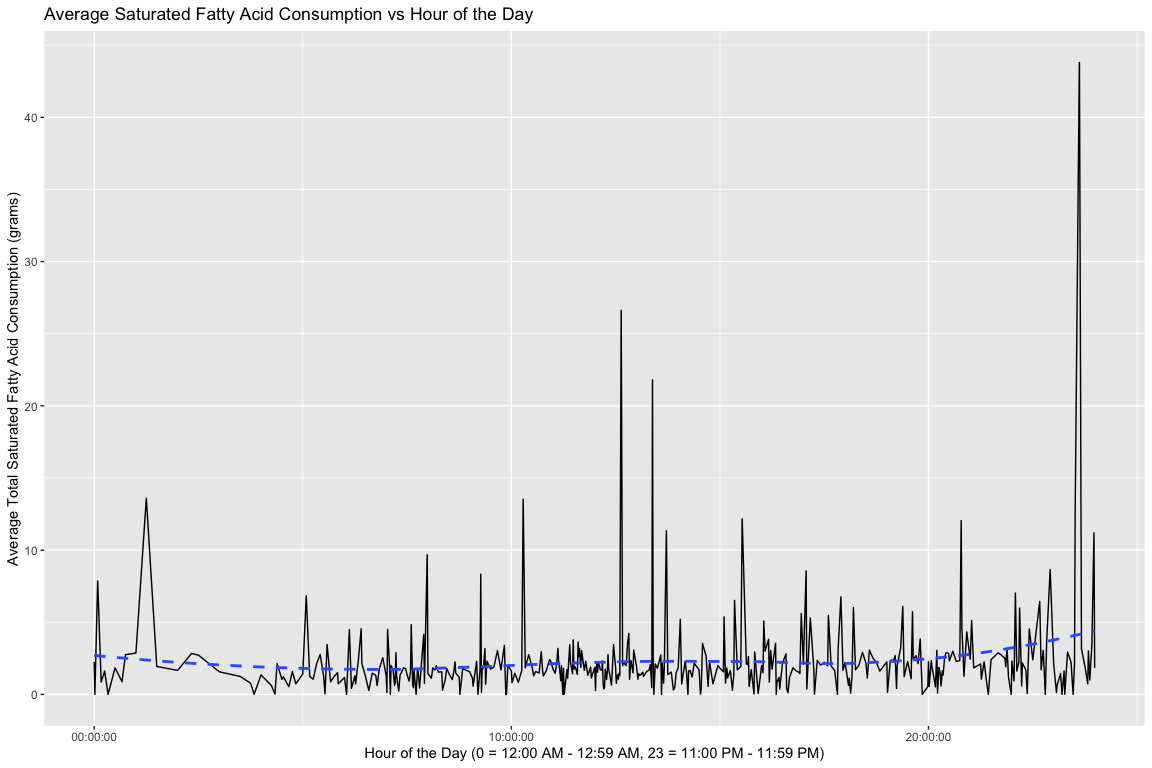 Average Saturated Fatty Acid Consumption vs Hour of the Day
Average Total Saturated Fatty Acid Consumption (grams)
40
30
20
10
0
00:00:00
10:00:00
20:00:00
Hour of the Day (0 = 12:00 AM - 12:59 AM, 23 = 11:00 PM - 11:59 PM)